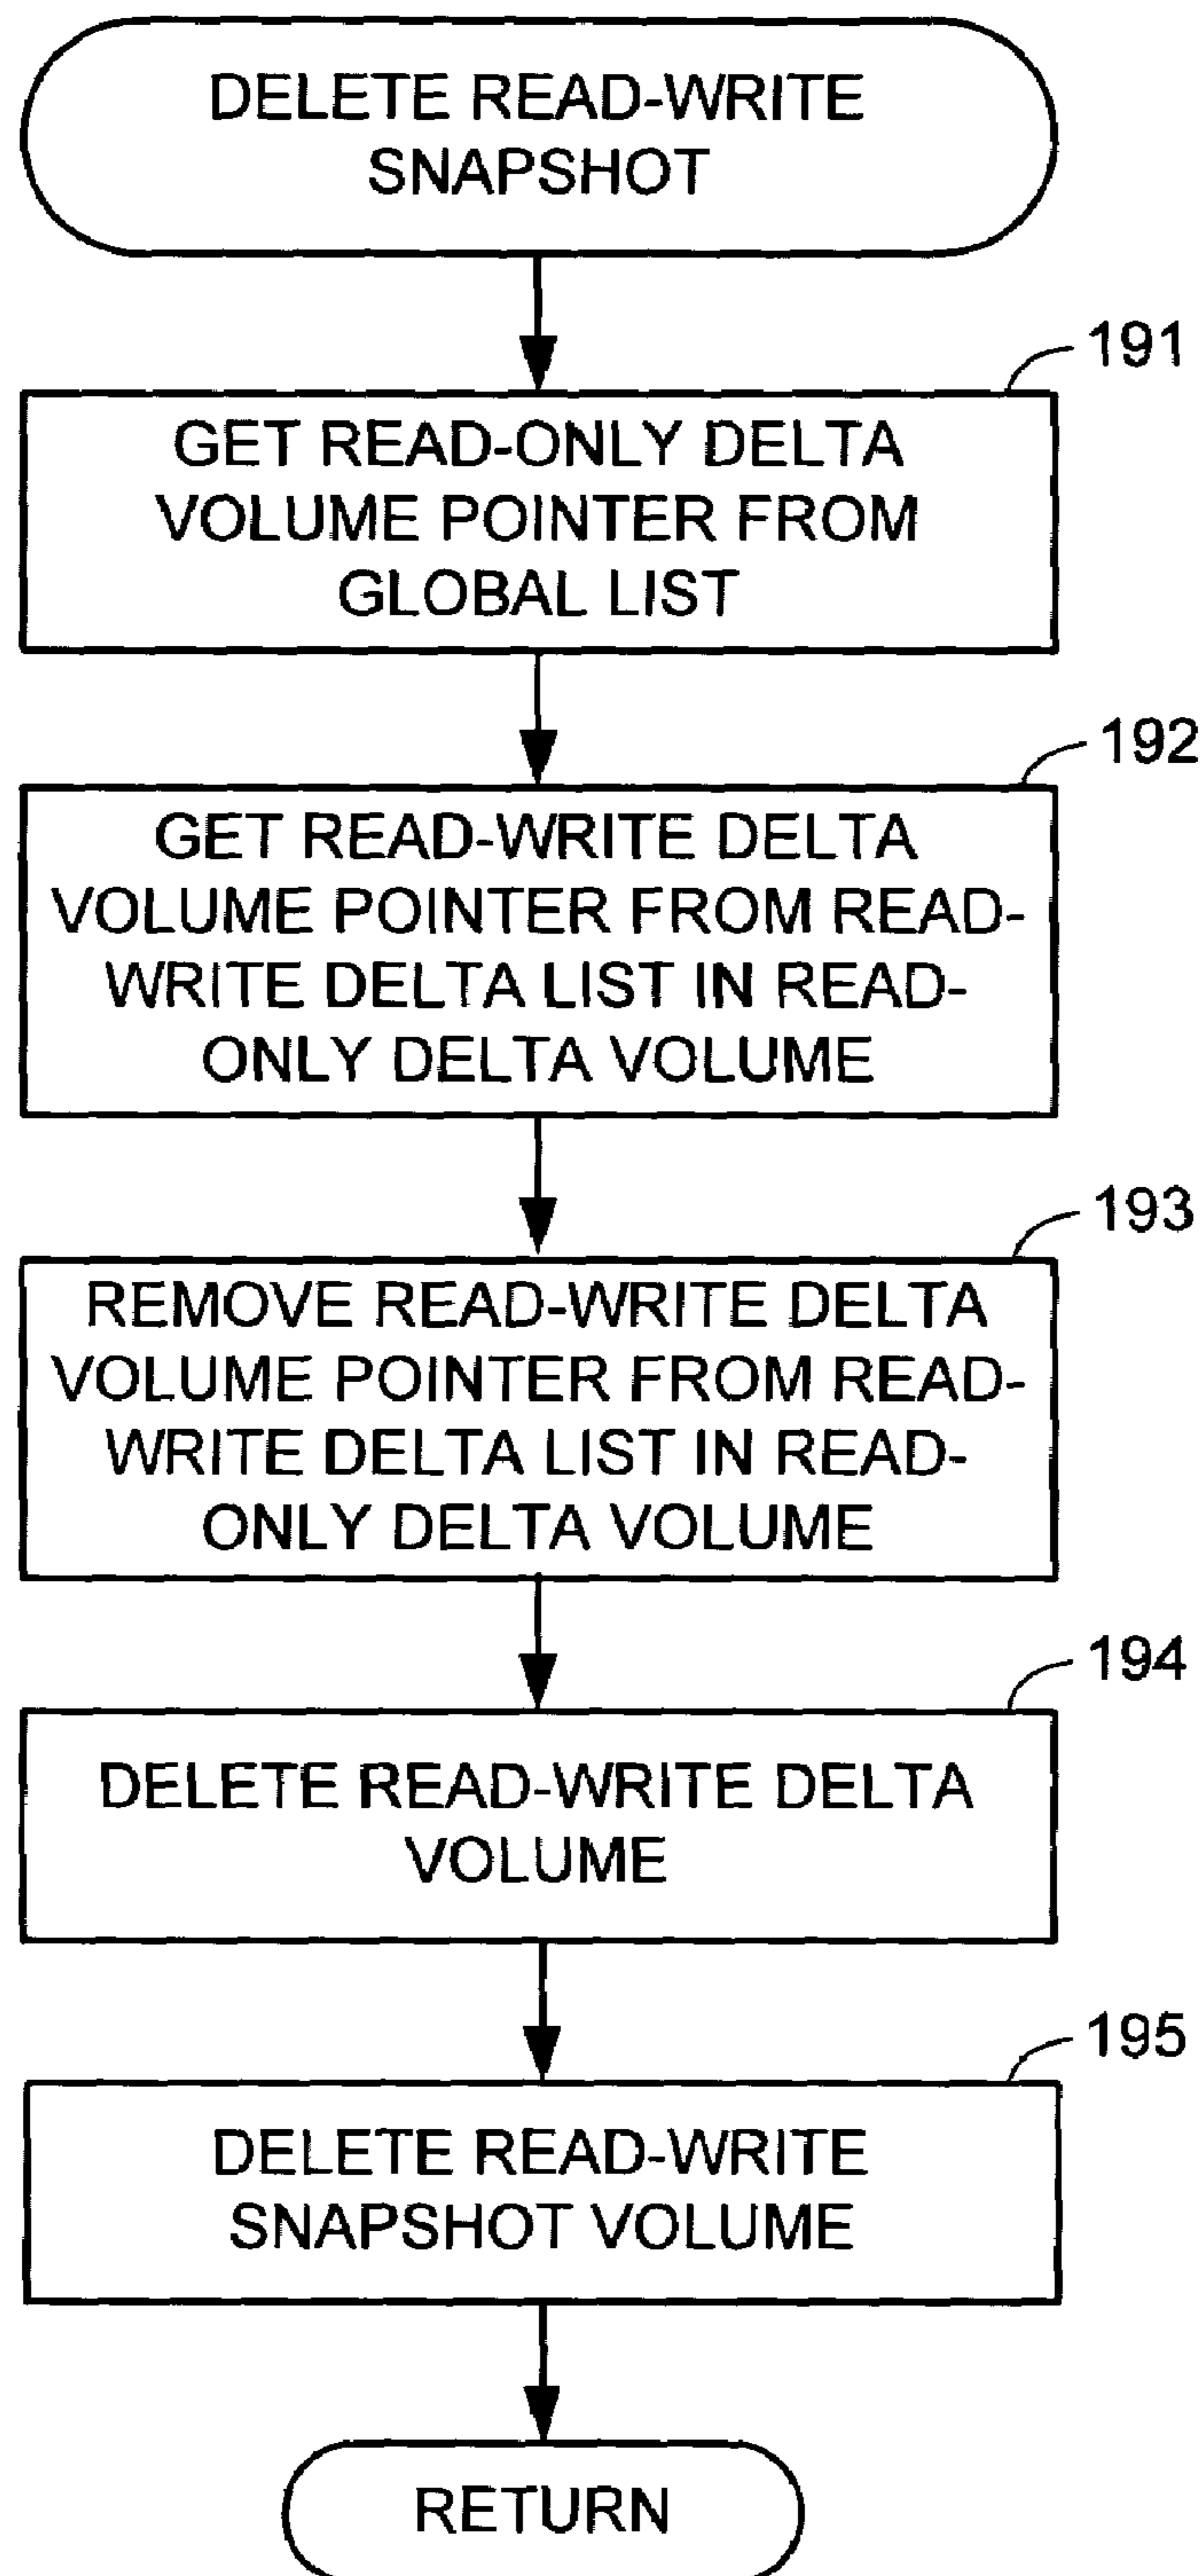 DELETE READ-WRITE
SNAPSHOT
191
GET READ-ONLY DELTA
VOLUME POINTER FROM
GLOBAL LIST
192
GET READ-WRITE DELTA
VOLUME POINTER FROM READ-
WRITE DELTA LIST IN READ-
ONLY DELTA VOLUME
193
REMOVE READ-WRITE DELTA
VOLUME POINTER FROM READ-
WRITE DELTA LIST IN READ-
ONLY DELTA VOLUME
194
DELETE READ-WRITE DELTA
VOLUME
195
DELETE READ-WRITE
SNAPSHOT VOLUME
RETURN